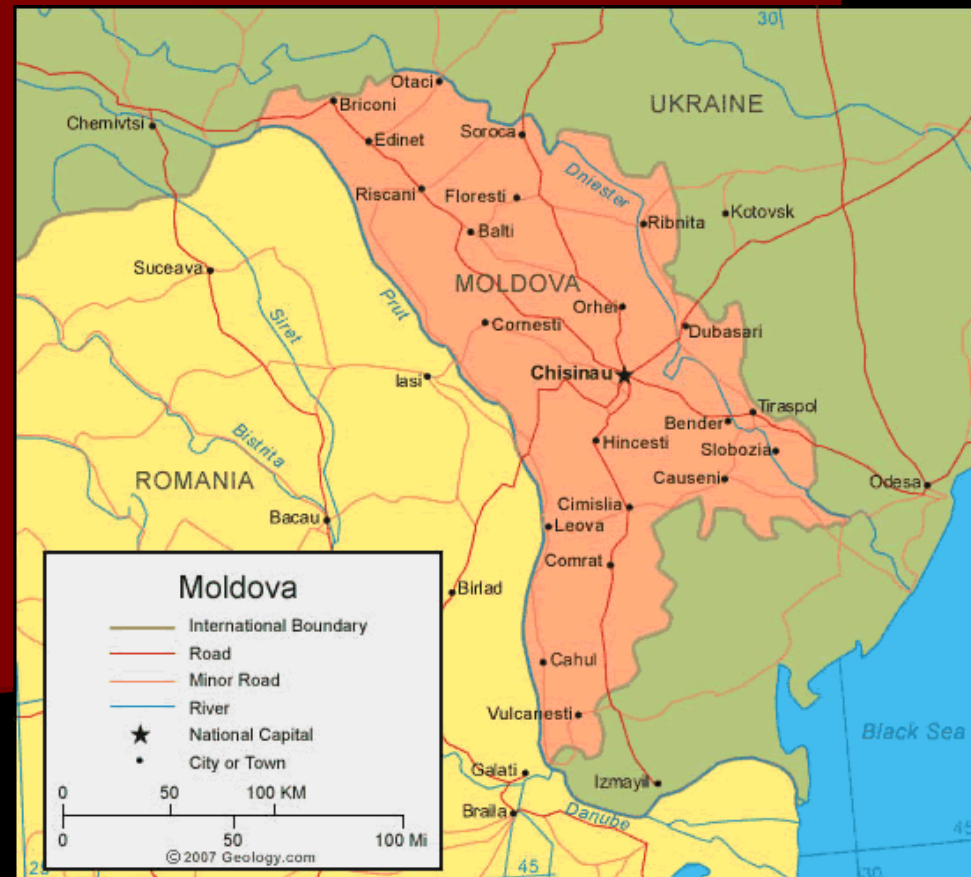 30
Otaci
Briconi
UKRAINE
Chernivtsi
Soroca
Edinet
Dniester
Riscani
Floresti
Kotovsk
Ribnita
Balti
Suceava
MOLDOVA
Prut
Orhei
Siret
Cornesti
Dubasari
Chisinau
Iasi
Tiraspol
Bender
Bistrita
Hincesti
Slobozia
ROMANIA
Causeni
Odesa
Cimislia
Bacau
Leova
Comrat
Moldova
Birlad
International Boundary
Road
Cahul
Minor Road
River
Vulcanesti
National Capital
Black Sea
City or Town
Galati
Izmayil
0 50 100 KM
Braila
Danube
0 50 100 Mi
©2007 Geology.com
25
45
30
45